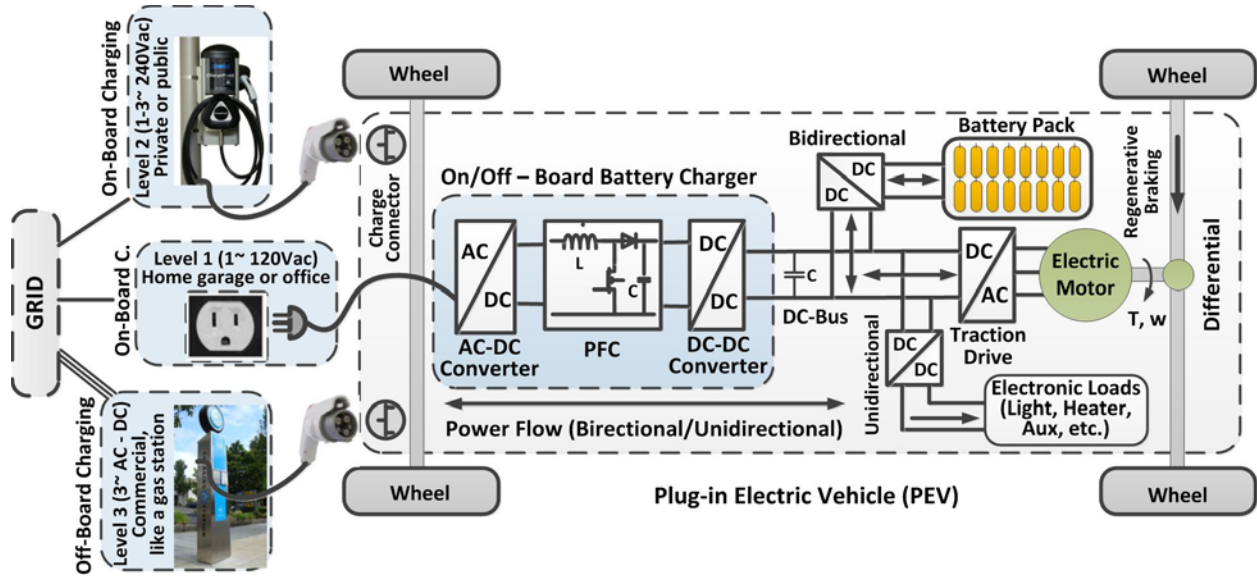 On-Board Charging
Level 2 (1-3~ 240Vac)
Private or public
Wheel
Wheel
Charge
Connector
On/Off – Board Battery Charger
Bidirectional
DC
DC
Battery Pack
Regenerative
Braking
GRID
On-Board C.
Level 1 (1~ 120Vac)
Home garage or office
AC
DC
AC-DC
Converter
L
C
PFC
DC
DC
DC-DC
Converter
C
DC-Bus
DC
AC
Traction
Drive
Electric
Motor
T, w
Differential
Unidirectional
DC
DC
Electronic Loads
(Light, Heater,
Aux, etc.)
Power Flow (Birectional/Unidirectional)
Off-Board Charging
Level 3 (3~ AC - DC)
Commercial,
like a gas station
Wheel
Wheel
Plug-in Electric Vehicle (PEV)